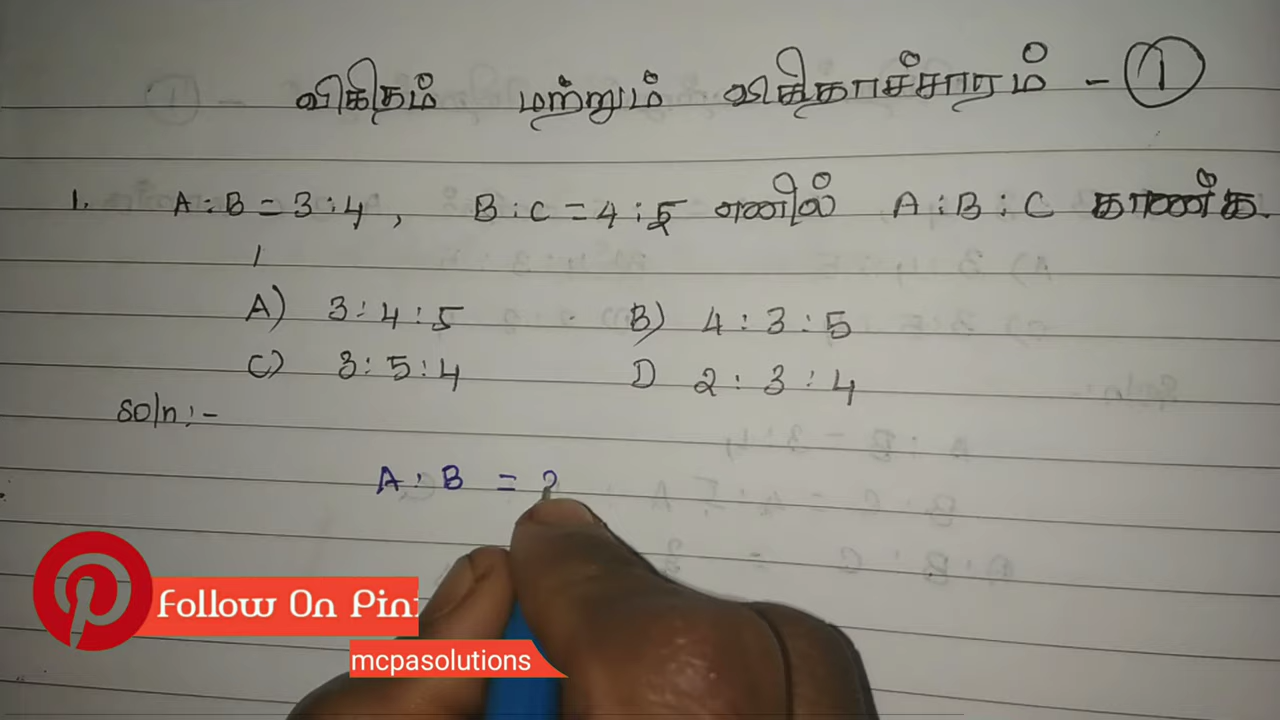 விகிதம் மற்றும் விகிதாச்சாரம் - 1
1. A:B = 3:4, B:C = 4:5 எனில் A:B:C காண்க.
A) 3:4:5 B) 4:3:5
C) 3:5:4 D 2:3:4
Soln:-
A:B =
Follow On Pin
mcpasolutions